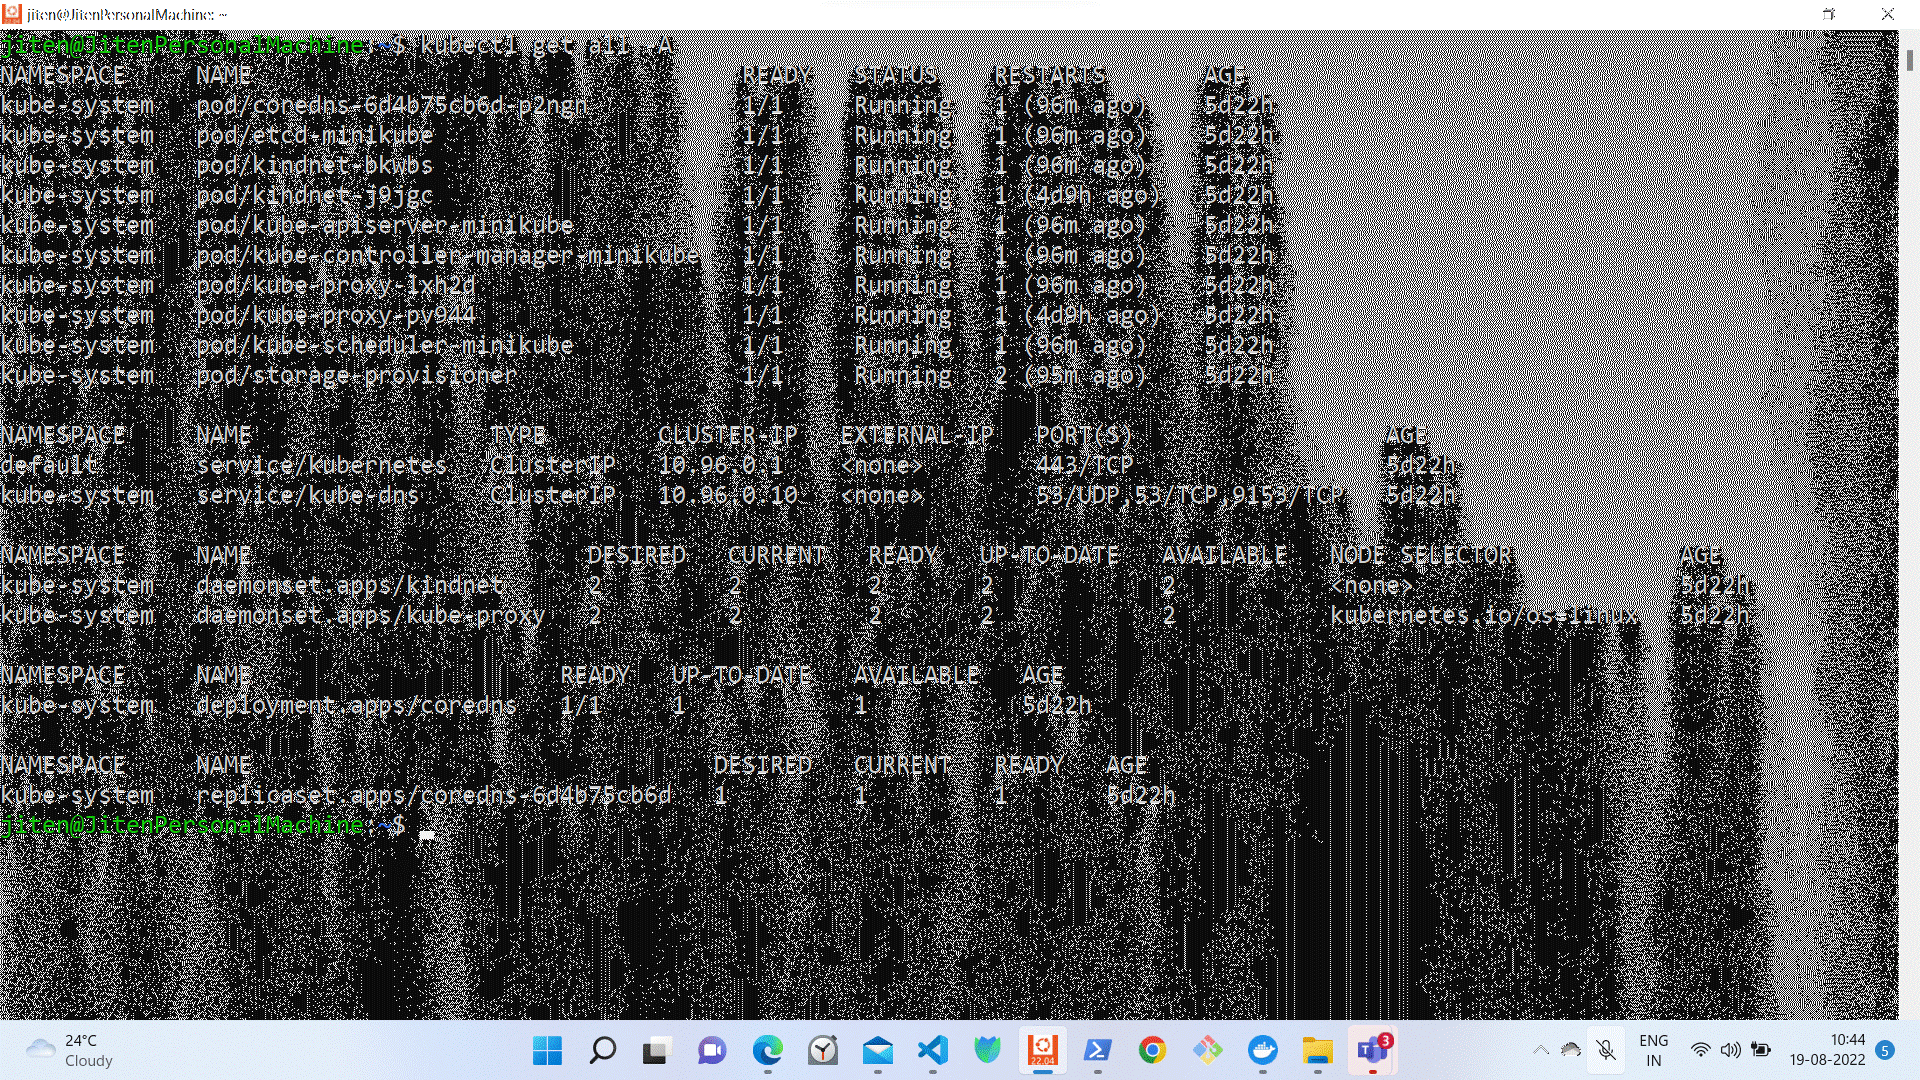 jiten@JitenPersonalMachine: ~
jiten@JitenPersonalMachine:~$ kubectl get all -A
NAMESPACE NAME READY STATUS RESTARTS AGE
kube-system pod/coredns-6d4b75cb6d-p2ngh 1/1 Running 1 (96m ago) 5d22h
kube-system pod/etcd-minikube 1/1 Running 1 (96m ago) 5d22h
kube-system pod/kindnet-bkwbs 1/1 Running 1 (96m ago) 5d22h
kube-system pod/kindnet-j9jgc 1/1 Running 1 (4d9h ago) 5d22h
kube-system pod/kube-apiserver-minikube 1/1 Running 1 (96m ago) 5d22h
kube-system pod/kube-controller-manager-minikube 1/1 Running 1 (96m ago) 5d22h
kube-system pod/kube-proxy-lxh2d 1/1 Running 1 (96m ago) 5d22h
kube-system pod/kube-proxy-pv944 1/1 Running 1 (4d9h ago) 5d22h
kube-system pod/kube-scheduler-minikube 1/1 Running 1 (96m ago) 5d22h
kube-system pod/storage-provisioner 1/1 Running 2 (95m ago) 5d22h
NAMESPACE NAME TYPE CLUSTER-IP EXTERNAL-IP PORT(S) AGE
default service/kubernetes ClusterIP 10.96.0.1 <none> 443/TCP 5d22h
kube-system service/kube-dns ClusterIP 10.96.0.10 <none> 53/UDP,53/TCP,9153/TCP 5d22h
NAMESPACE NAME DESIRED CURRENT READY UP-TO-DATE AVAILABLE NODE SELECTOR AGE
kube-system daemonset.apps/kindnet 2 2 2 2 2 <none> 5d22h
kube-system daemonset.apps/kube-proxy 2 2 2 2 2 kubernetes.io/os=linux 5d22h
NAMESPACE NAME READY UP-TO-DATE AVAILABLE AGE
kube-system deployment.apps/coredns 1/1 1 1 5d22h
NAMESPACE NAME DESIRED CURRENT READY AGE
kube-system replicaset.apps/coredns-6d4b75cb6d 1 1 1 5d22h
jiten@JitenPersonalMachine:~$
24°C
Cloudy
22.04
3
ENG
IN
10:44
19-08-2022
5